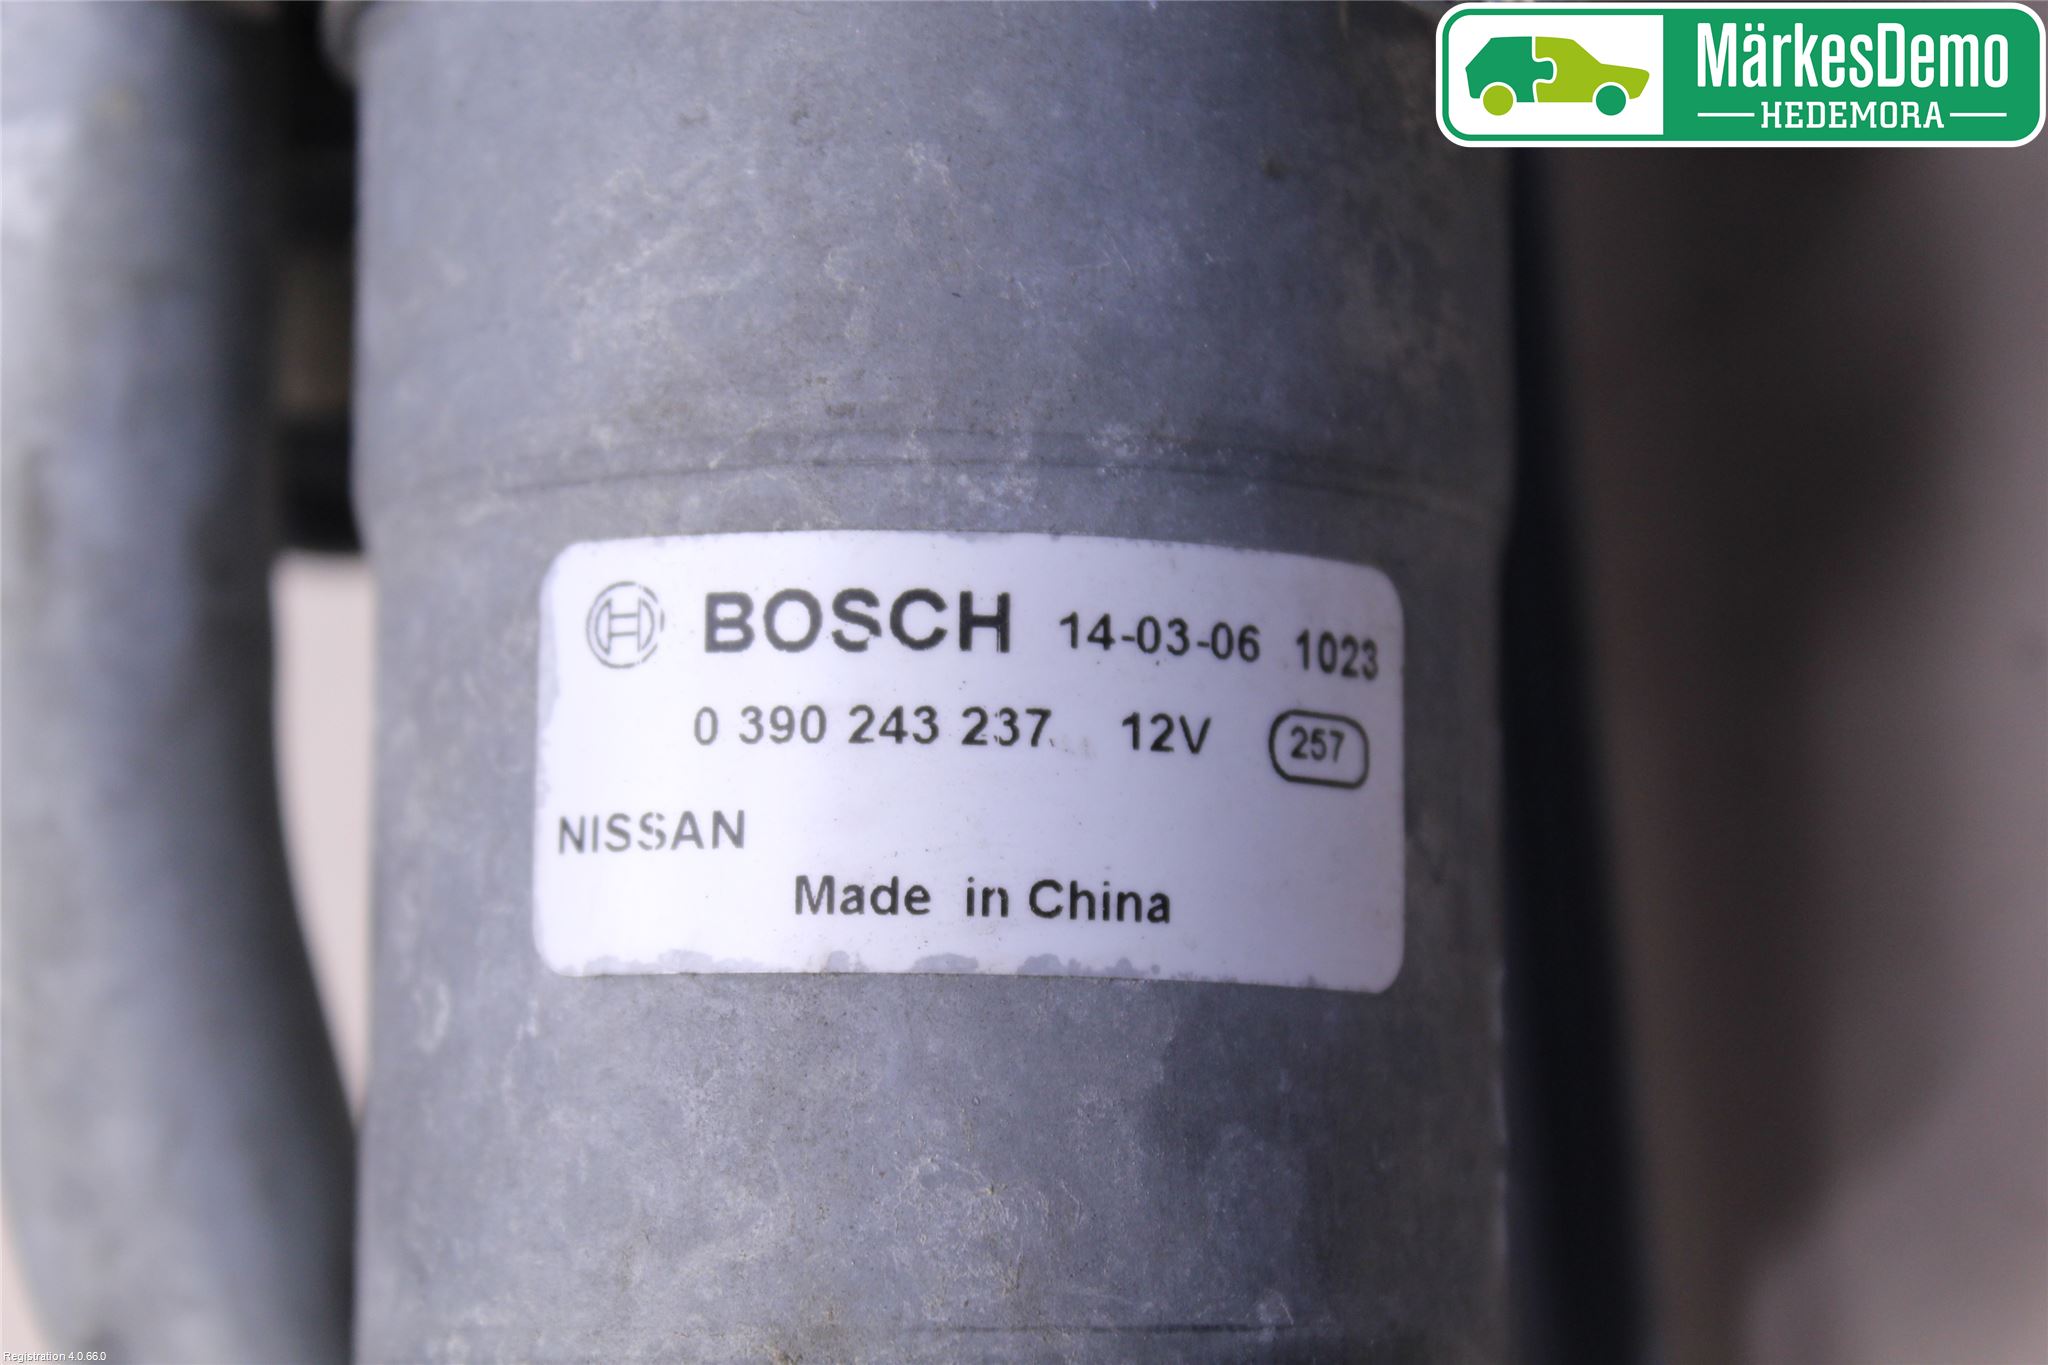 MärkesDemo
HEDEMORA
BOSCH 14-03-06 1023
0 390 243 237 12V 257
NISSAN
Made in China
Registration 4.0.66.0